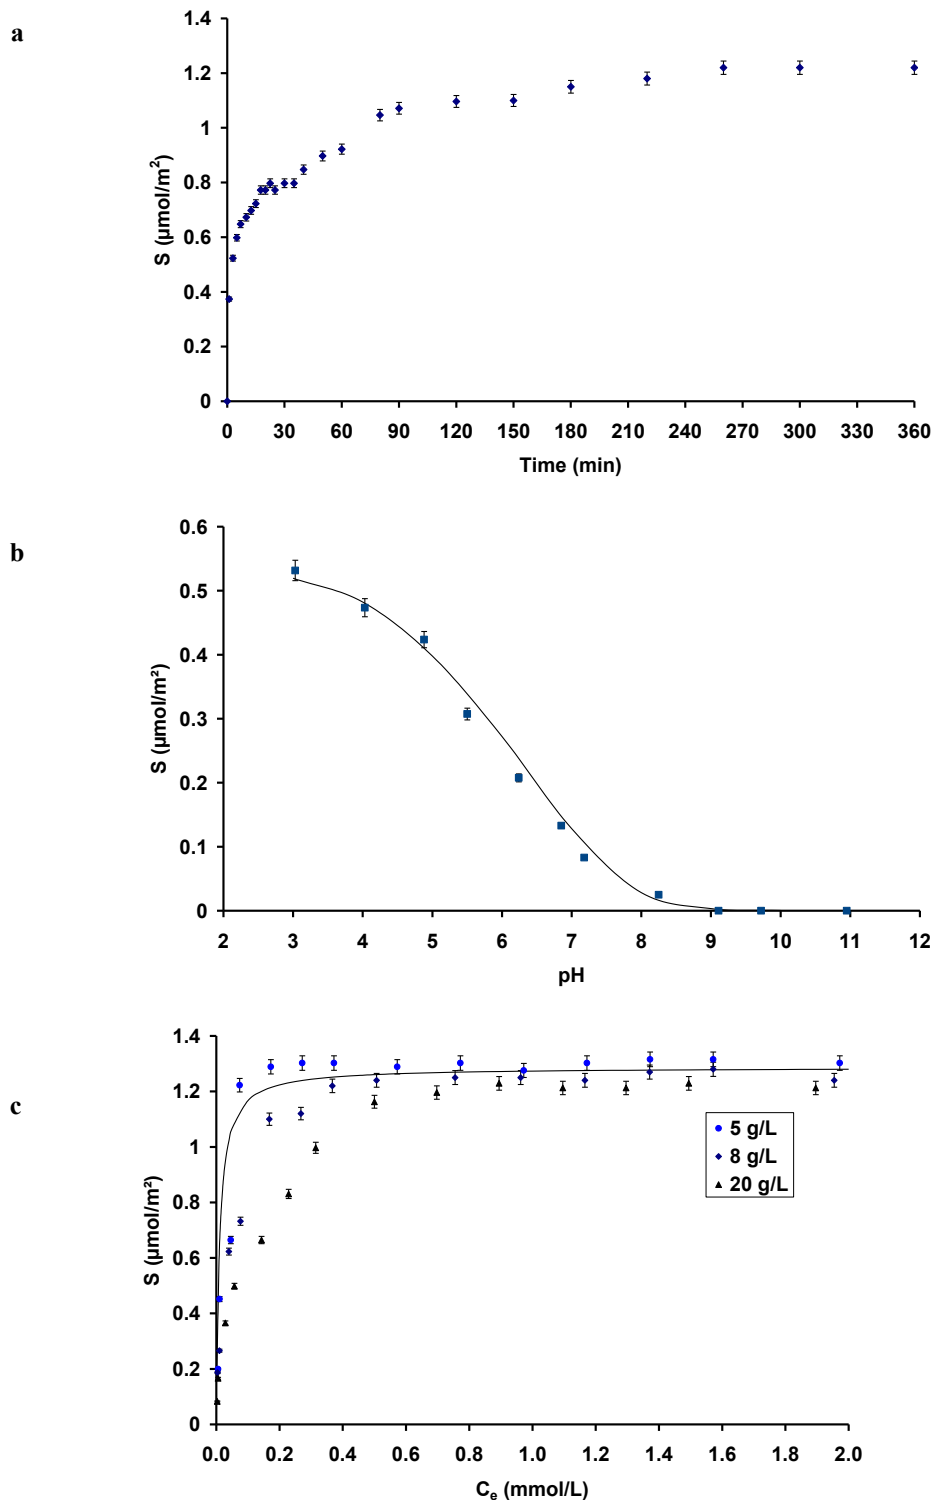 a
1.4
1.2
1
0.8
0.6
0.4
0.2
0
S (µmol/m²)
0 30 60 90 120 150 180 210 240 270 300 330 360
Time (min)
b
0.6
0.5
0.4
0.3
0.2
0.1
0
S (µmol/m²)
2 3 4 5 6 7 8 9 10 11 12
pH
c
1.4
1.2
1
0.8
0.6
0.4
0.2
0
S (µmol/m²)
5 g/L
8 g/L
20 g/L
0.0 0.2 0.4 0.6 0.8 1.0 1.2 1.4 1.6 1.8 2.0
Cₑ (mmol/L)